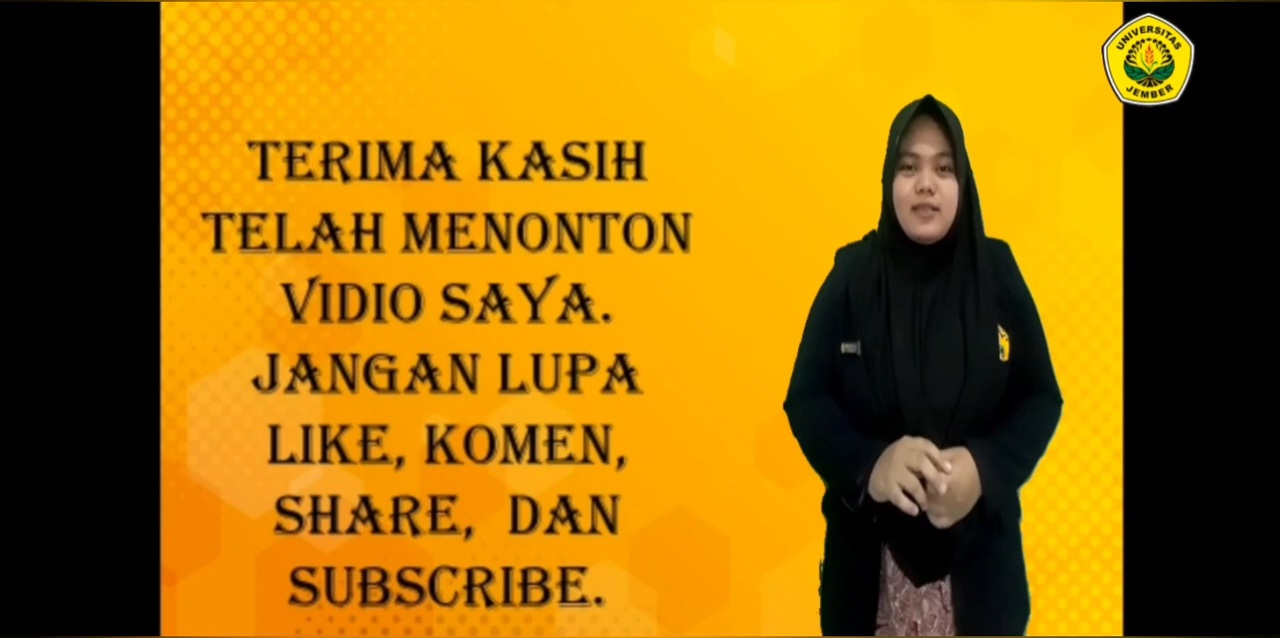 TERIMA KASIH
TELAH MENONTON
VIDIO SAYA.
JANGAN LUPA
LIKE, KOMEN,
SHARE, DAN
SUBSCRIBE.
UNIVERSITAS
JEMBER